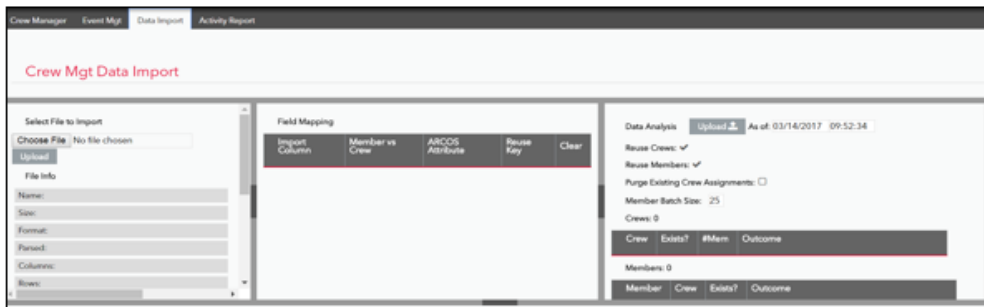 Crew Manager Event Mgt Data Import Activity Report
Crew Mgt Data Import
Select File to Import
Choose File No file chosen
Upload
File Info
Name:
Size:
Format:
Parsed:
Columns:
Rows:
Field Mapping
Import Column Member vs Crew ARCOS Attribute Reuse Key Clear
Data Analysis Upload As of: 03/14/2017 09:52:34
Reuse Crews:
Reuse Members:
Purge Existing Crew Assignments:
Member Batch Size: 25
Crews: 0
Crew Exists? #Mem Outcome
Members: 0
Member Crew Exists? Outcome